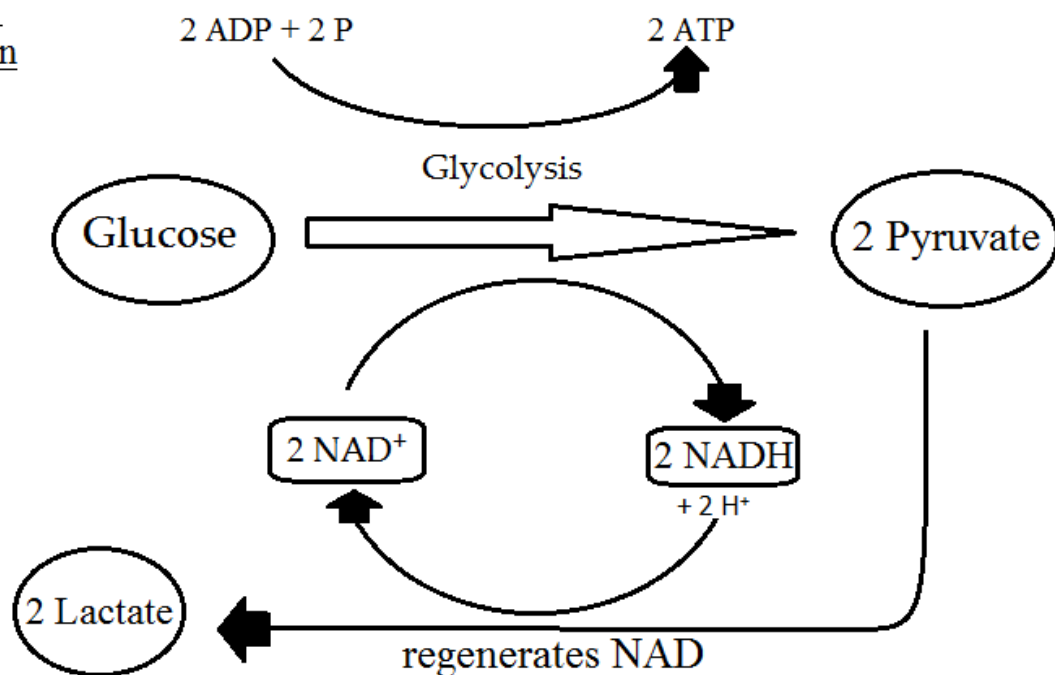 n
2 ADP + 2 P
2 ATP
Glycolysis
Glucose
2 Pyruvate
2 NAD⁺
2 NADH
+ 2 H⁺
2 Lactate
regenerates NAD